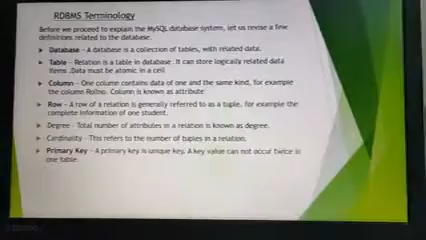 RDBMS Terminology
Before we proceed to explain the MySQL database system, let us revise a few
definitions related to the database.
Database - A database is a collection of tables, with related data.
Table - Relation is a table in database. It can store logically related data
items .Data must be atomic in a cell
Column - One column contains data of one and the same kind, for example
the column Rollno. Column is known as attribute
Row - A row of a relation is generally referred to as a tuple, for example the
complete information of one student.
Degree - Total number of attributes in a relation is known as degree.
Cardinality - This refers to the number of tuples in a relation.
Primary Key - A primary key is unique key. A key value can not occur twice in
one table.